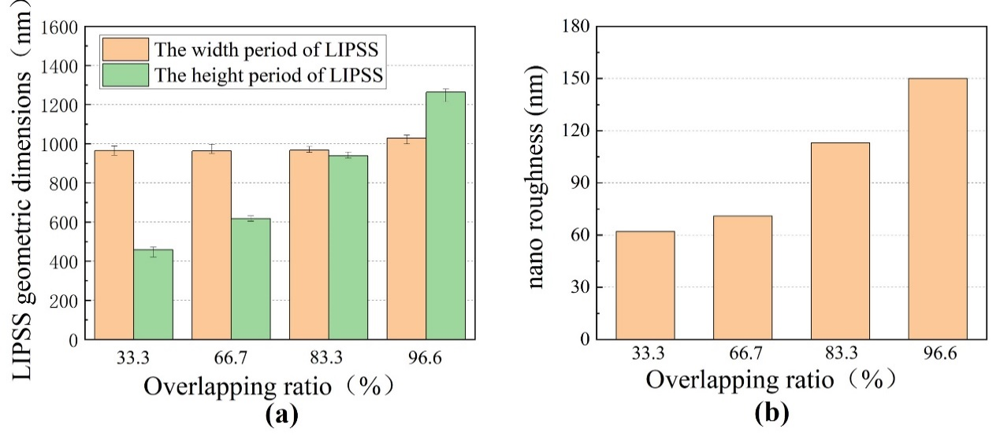 LIPSS geometric dimensions（nm）
1600
1400
1200
1000
800
600
400
200
0
The width period of LIPSS
The height period of LIPSS
33.3 66.7 83.3 96.6
Overlapping ratio（%）
(a)
nano roughness (nm)
180
150
120
90
60
30
0
33.3 66.7 83.3 96.6
Overlapping ratio（%）
(b)